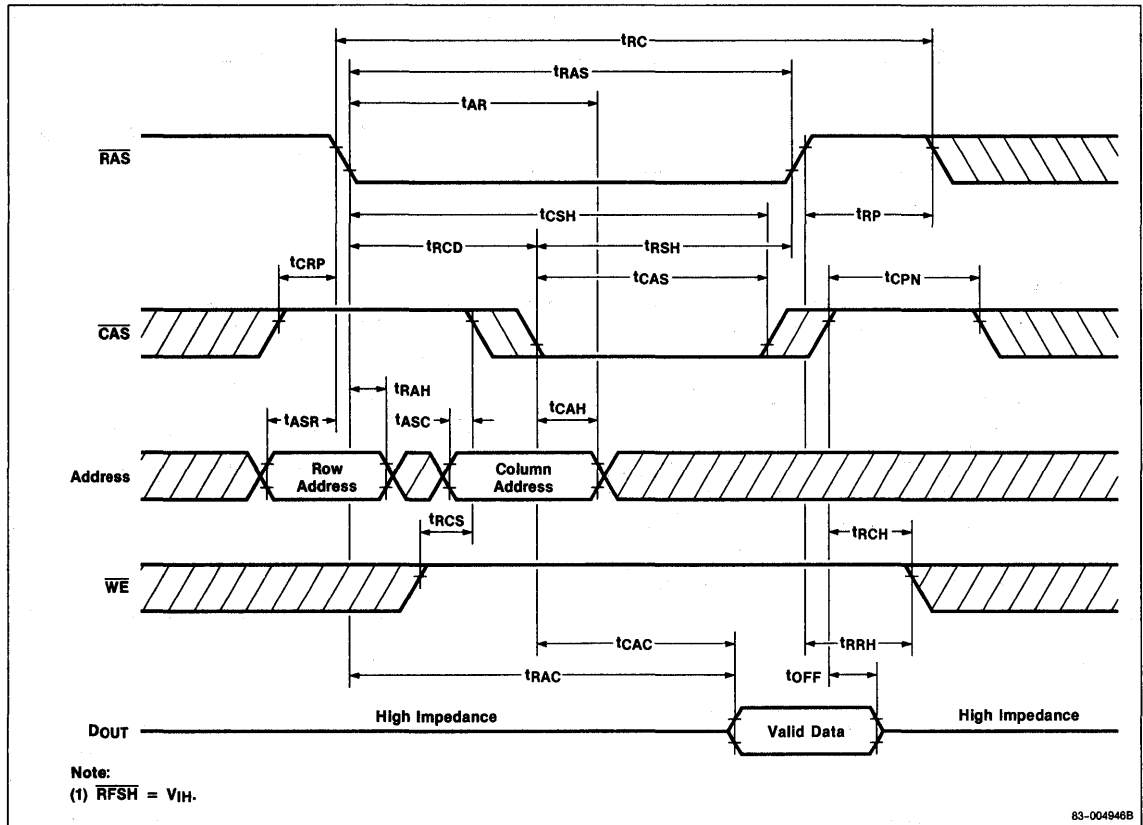 tRC
tRAS
tAR
RAS
tCSH
tRP
tRCD
tRSH
tCRP
tCAS
tCPN
CAS
tRAH
tASR
tASC
tCAH
Address
Row
Address
Column
Address
tRCS
tRCH
WE
tCAC
tRRH
tRAC
tOFF
High Impedance
High Impedance
DOUT
Valid Data
Note:
(1) RFSH = VIH.
83-004946B